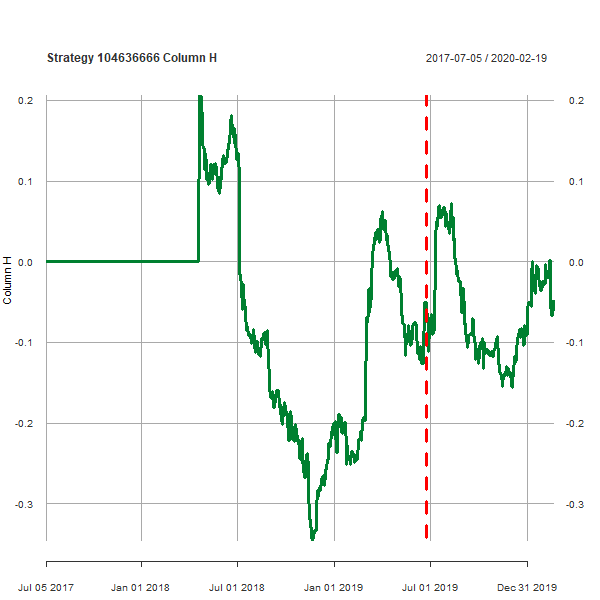 Strategy 104636666 Column H
2017-07-05 / 2020-02-19
0.2
0.2
0.1
0.1
0.0
0.0
Column H
-0.1
-0.1
-0.2
-0.2
-0.3
-0.3
Jul 05 2017
Jan 01 2018
Jul 01 2018
Jan 01 2019
Jul 01 2019
Dec 31 2019